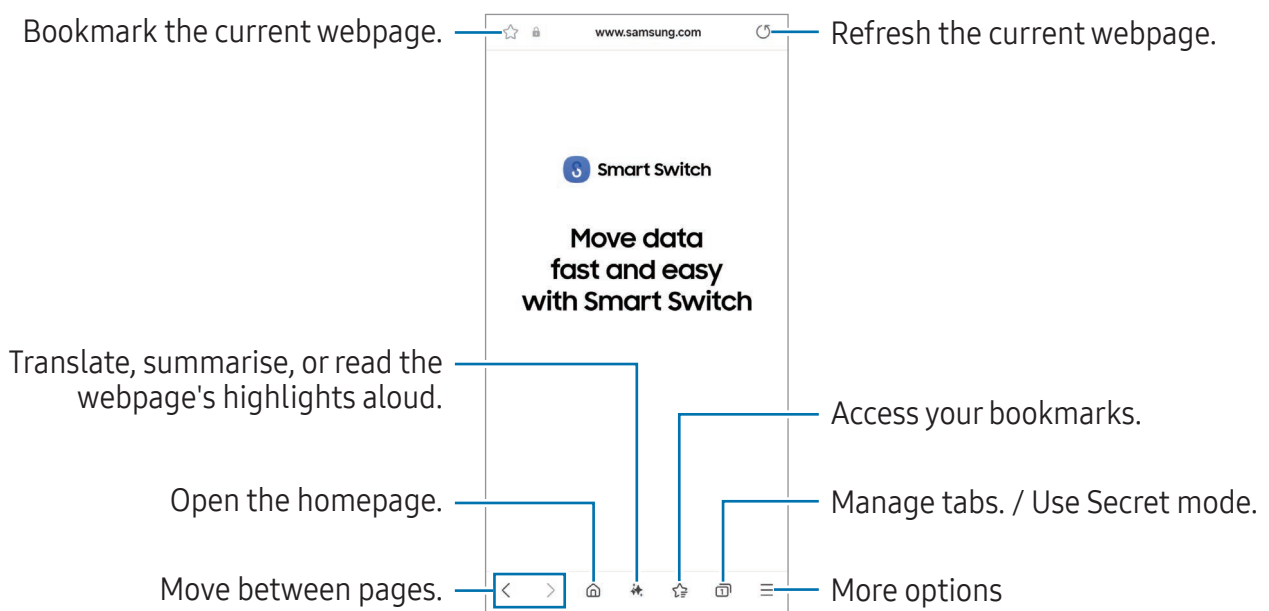 Bookmark the current webpage.
www.samsung.com
Refresh the current webpage.
Smart Switch
Move data
fast and easy
with Smart Switch
Translate, summarise, or read the
webpage's highlights aloud.
Access your bookmarks.
Open the homepage.
Manage tabs. / Use Secret mode.
Move between pages.
1
More options